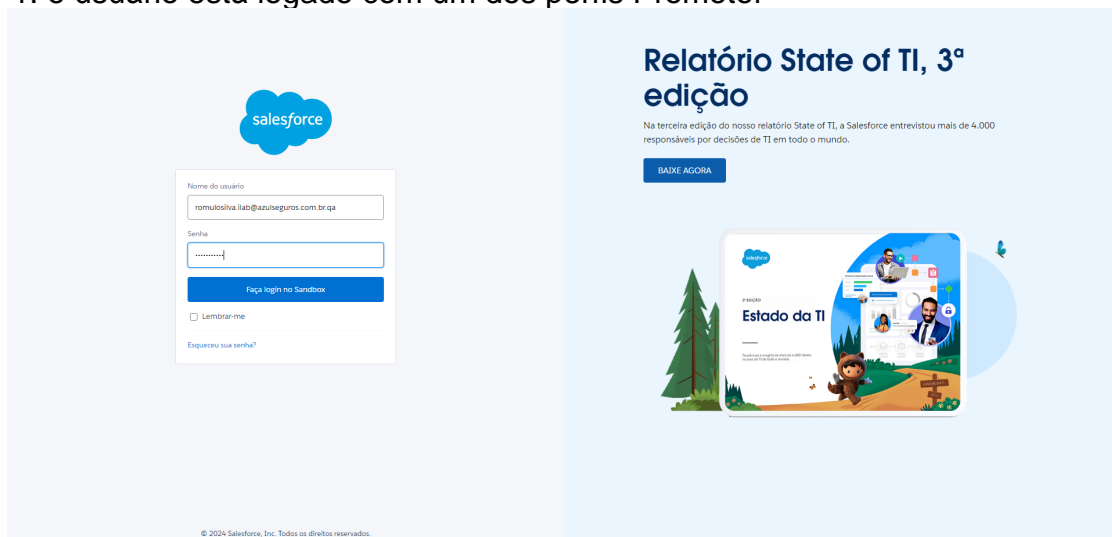 1. o usuário está logado com um dos perfis Promotor
salesforce
Nome do usuário
romulosilva.ilab@azulseguros.com.br.qa
Senha
Faça login no Sandbox
Lembrar-me
Esqueceu sua senha?
© 2024 Salesforce, Inc. Todos os direitos reservados.
Relatório State of TI, 3ª
edição
Na terceira edição do nosso relatório State of TI, a Salesforce entrevistou mais de 4.000
responsáveis por decisões de TI em todo o mundo.
BAIXE AGORA
salesforce
3ª EDIÇÃO
Estado da TI